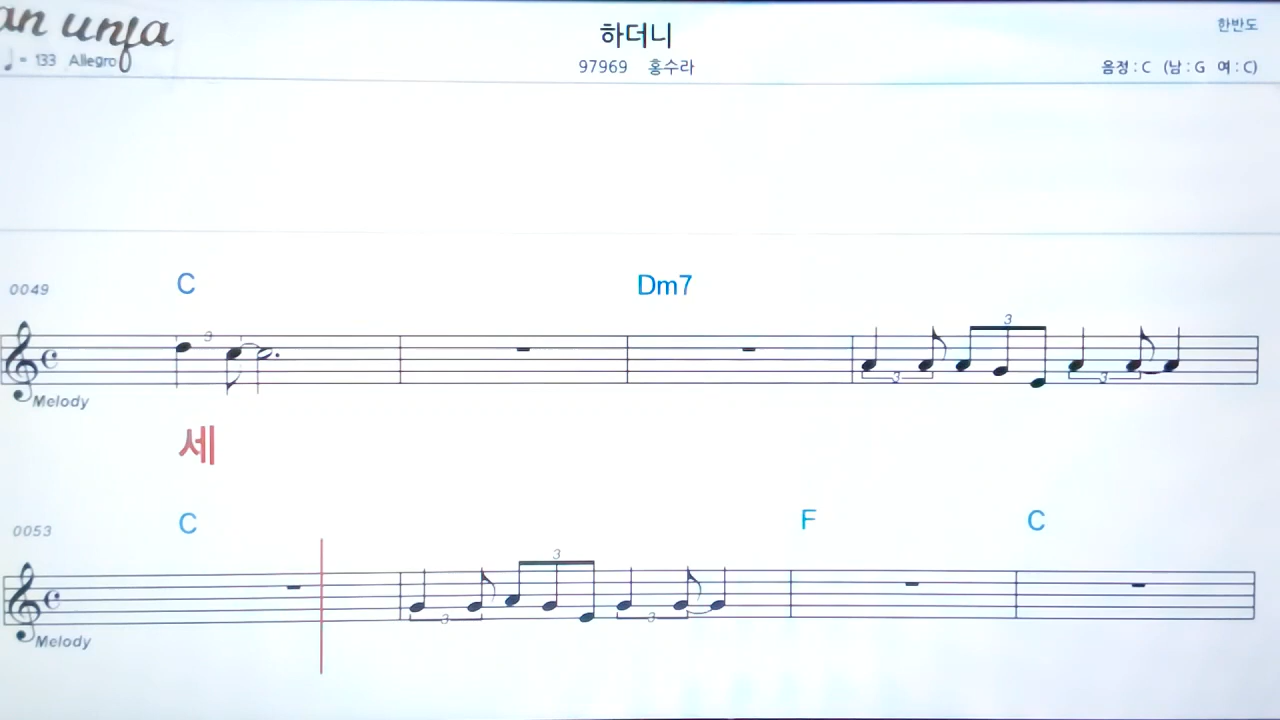 an unfa
♩= 133 Allegro
하더니
97969 홍수라
한반도
음정 : C (남 : G 여 : C)
0049
C
Dm7
3
3
3
3
Melody
세
0053
C
F
C
3
3
3
Melody